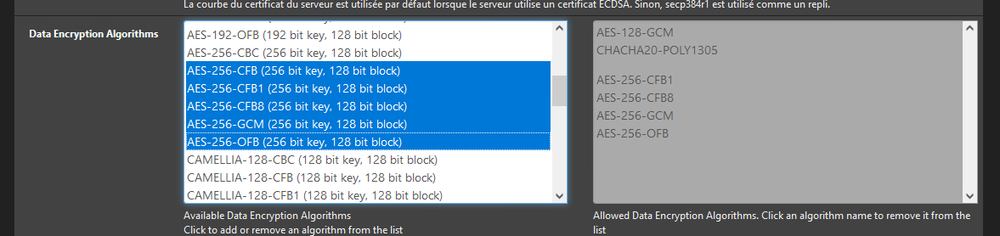 La courbe du certificat du serveur est utilisée par défaut lorsque le serveur utilise un certificat ECDSA. Sinon, secp384r1 est utilisé comme un repli.
Data Encryption Algorithms
AES-192-OFB (192 bit key, 128 bit block)
AES-256-CBC (256 bit key, 128 bit block)
AES-256-CFB (256 bit key, 128 bit block)
AES-256-CFB1 (256 bit key, 128 bit block)
AES-256-CFB8 (256 bit key, 128 bit block)
AES-256-GCM (256 bit key, 128 bit block)
AES-256-OFB (256 bit key, 128 bit block)
CAMELLIA-128-CBC (128 bit key, 128 bit block)
CAMELLIA-128-CFB (128 bit key, 128 bit block)
CAMELLIA-128-CFB1 (128 bit key, 128 bit block)
Available Data Encryption Algorithms
Click to add or remove an algorithm from the list
AES-128-GCM
CHACHA20-POLY1305
AES-256-CFB1
AES-256-CFB8
AES-256-GCM
AES-256-OFB
Allowed Data Encryption Algorithms. Click an algorithm name to remove it from the
list